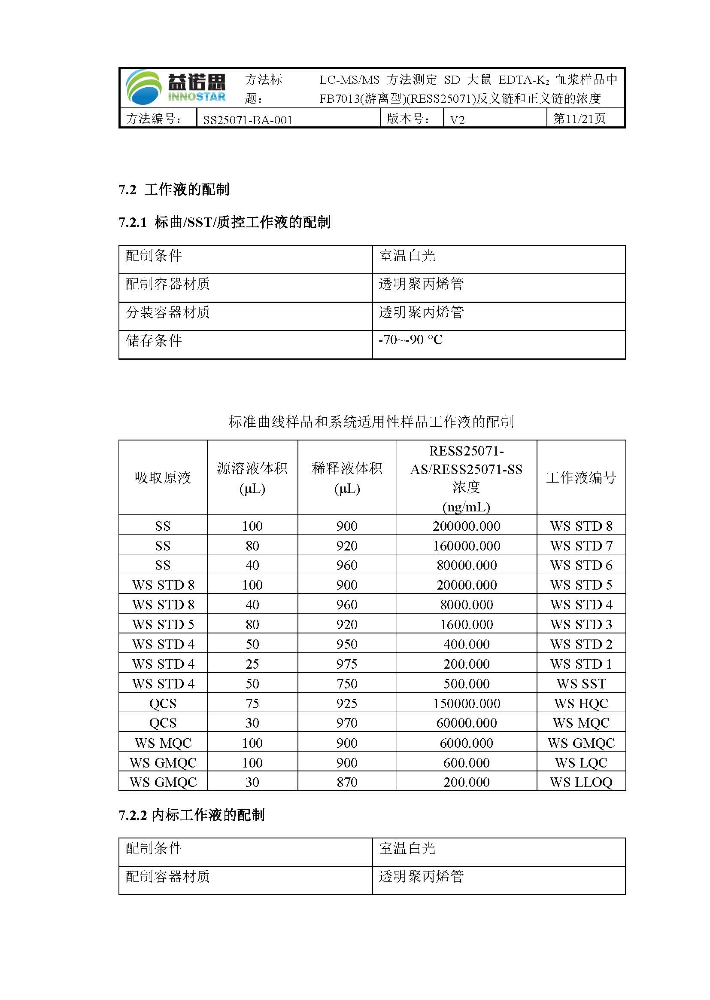 益诺思
INNOSTAR
方法标题：
LC-MS/MS 方法测定 SD 大鼠 EDTA-K₂ 血浆样品中
FB7013(游离型)(RESS25071)反义链和正义链的浓度
方法编号： SS25071-BA-001 版本号： V2 第11/21页
7.2 工作液的配制
7.2.1 标曲/SST/质控工作液的配制
配制条件 室温白光
配制容器材质 透明聚丙烯管
分装容器材质 透明聚丙烯管
储存条件 -70~-90 °C
标准曲线样品和系统适用性样品工作液的配制
吸取原液 源溶液体积(μL) 稀释液体积(μL) RESS25071-AS/RESS25071-SS浓度(ng/mL) 工作液编号
SS 100 900 200000.000 WS STD 8
SS 80 920 160000.000 WS STD 7
SS 40 960 80000.000 WS STD 6
WS STD 8 100 900 20000.000 WS STD 5
WS STD 8 40 960 8000.000 WS STD 4
WS STD 5 80 920 1600.000 WS STD 3
WS STD 4 50 950 400.000 WS STD 2
WS STD 4 25 975 200.000 WS STD 1
WS STD 4 50 750 500.000 WS SST
QCS 75 925 150000.000 WS HQC
QCS 30 970 60000.000 WS MQC
WS MQC 100 900 6000.000 WS GMQC
WS GMQC 100 900 600.000 WS LQC
WS GMQC 30 870 200.000 WS LLOQ
7.2.2 内标工作液的配制
配制条件 室温白光
配制容器材质 透明聚丙烯管